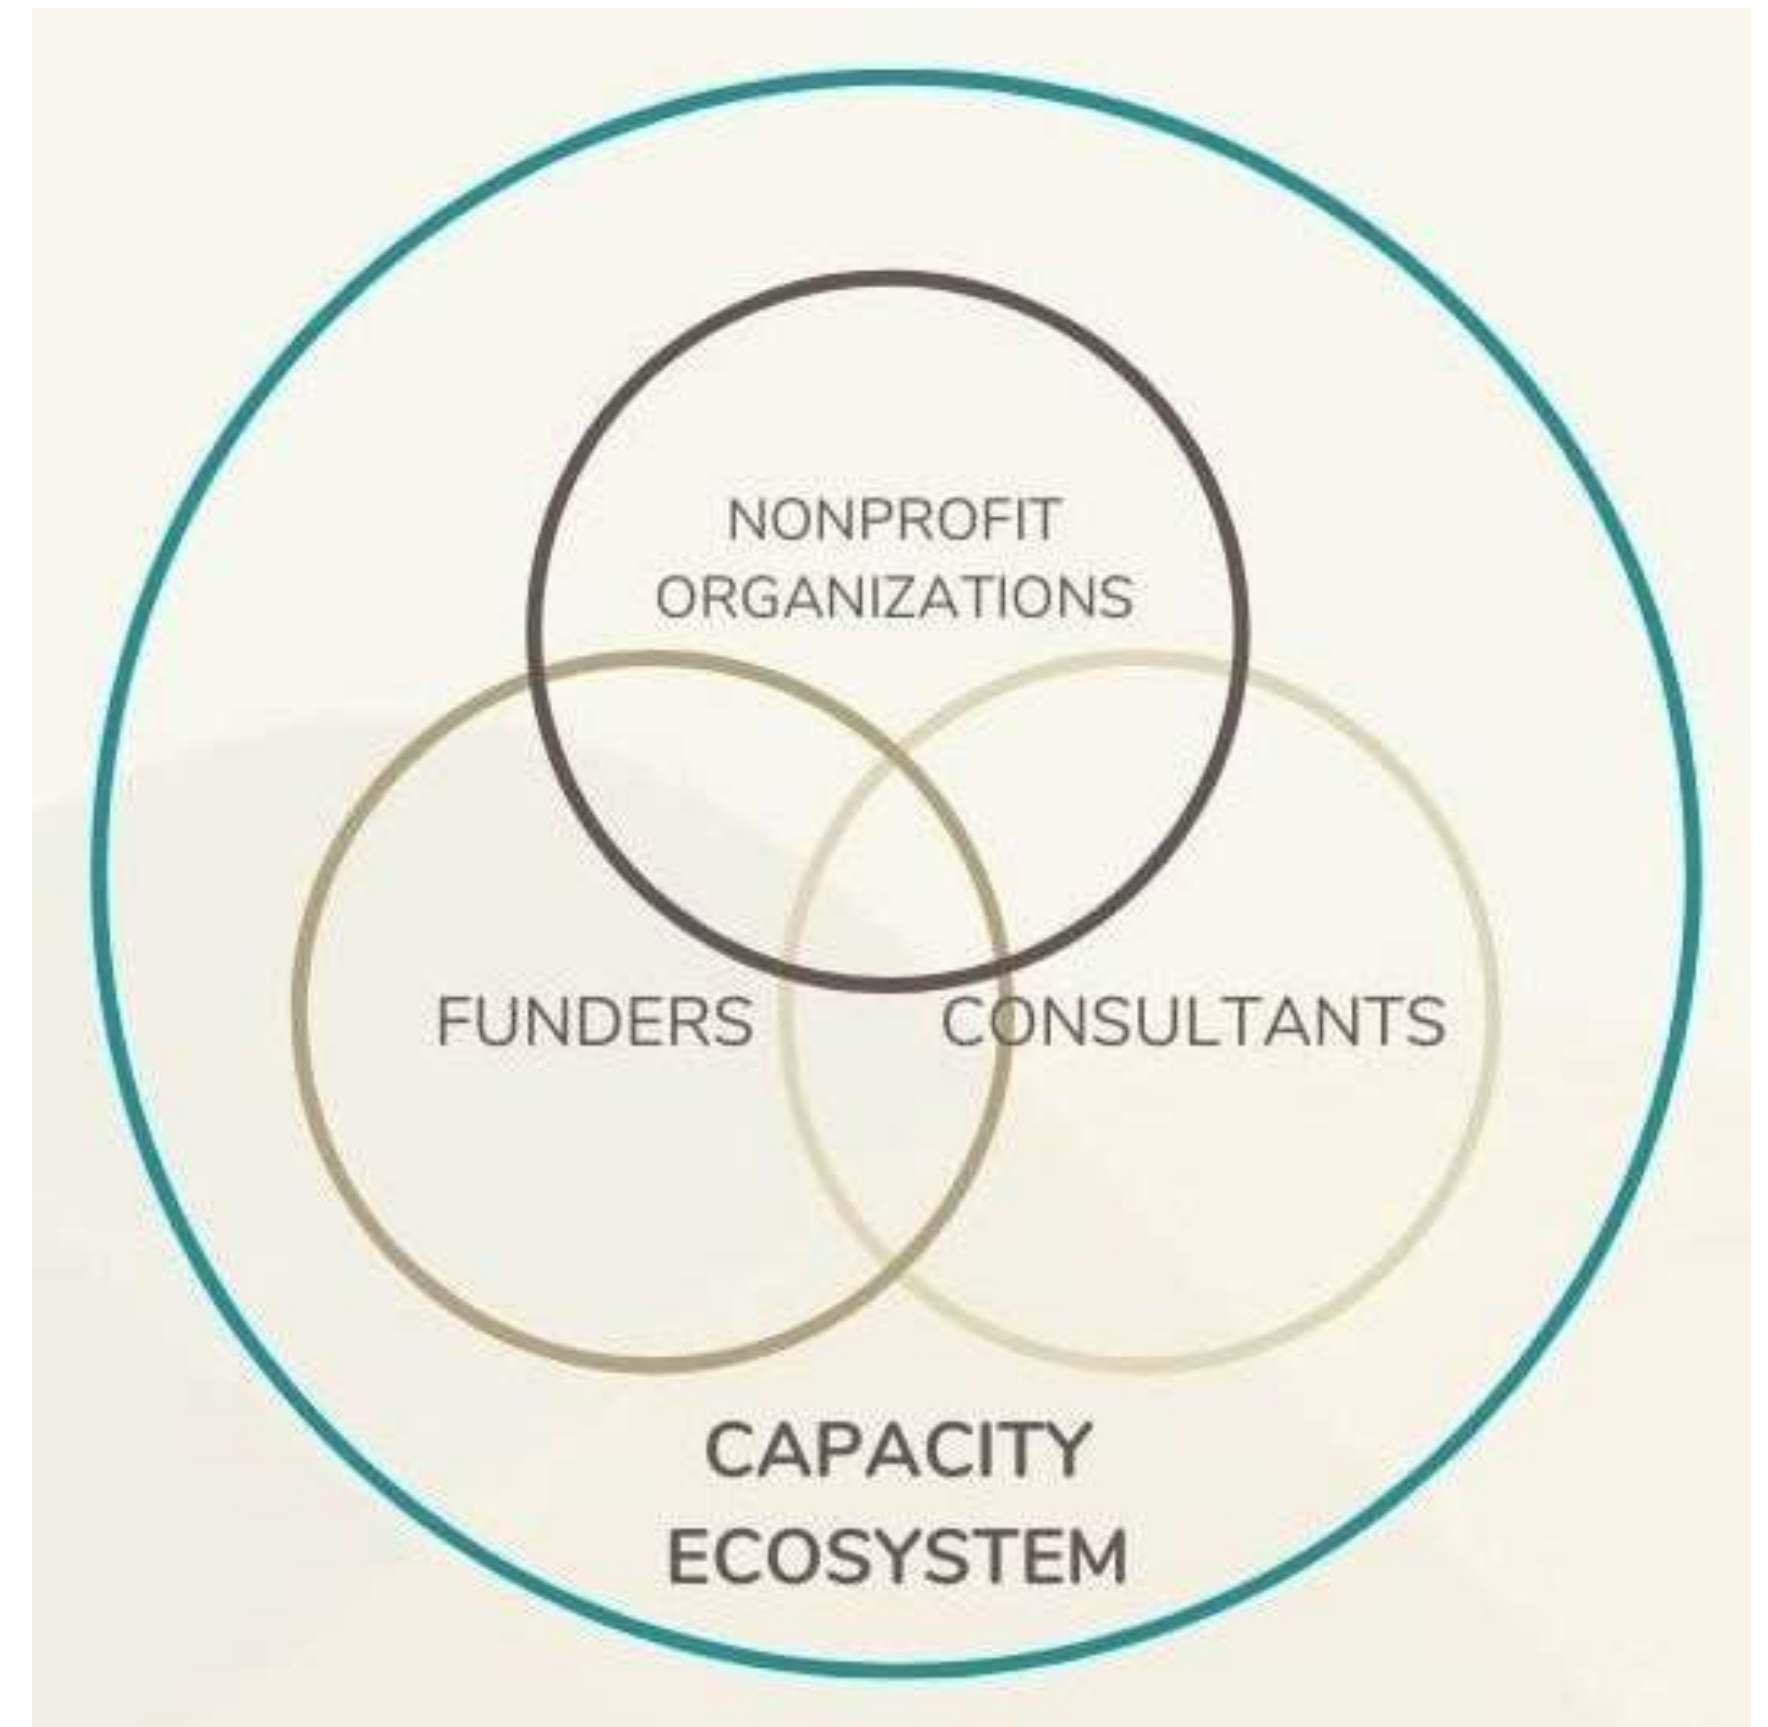 NONPROFIT
ORGANIZATIONS
FUNDERS
CONSULTANTS
CAPACITY
ECOSYSTEM